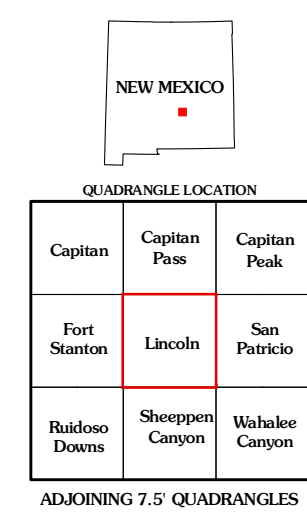 NEW MEXICO
QUADRANGLE LOCATION
Capitan
Capitan
Pass
Capitan
Peak
Fort
Stanton
Lincoln
San
Patricio
Ruidoso
Downs
Sheeppen
Canyon
Wahalee
Canyon
ADJOINING 7.5' QUADRANGLES